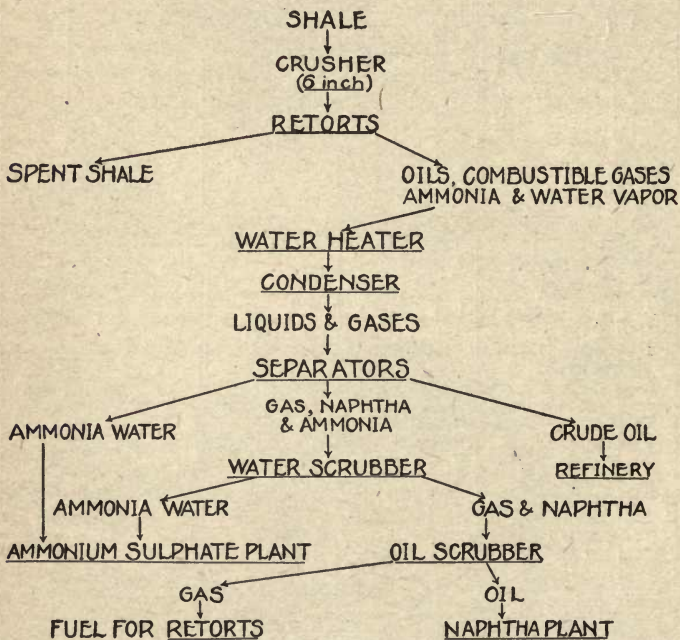 SHALE
CRUSHER
(6 inch)
RETORTS
SPENT SHALE
OILS, COMBUSTIBLE GASES
AMMONIA & WATER VAPOR
WATER HEATER
CONDENSER
LIQUIDS & GASES
SEPARATORS
AMMONIA WATER
GAS, NAPHTHA
& AMMONIA
CRUDE OIL
WATER SCRUBBER
REFINERY
AMMONIA WATER
GAS & NAPHTHA
AMMONIUM SULPHATE PLANT
OIL SCRUBBER
GAS
OIL
FUEL FOR RETORTS
NAPHTHA PLANT